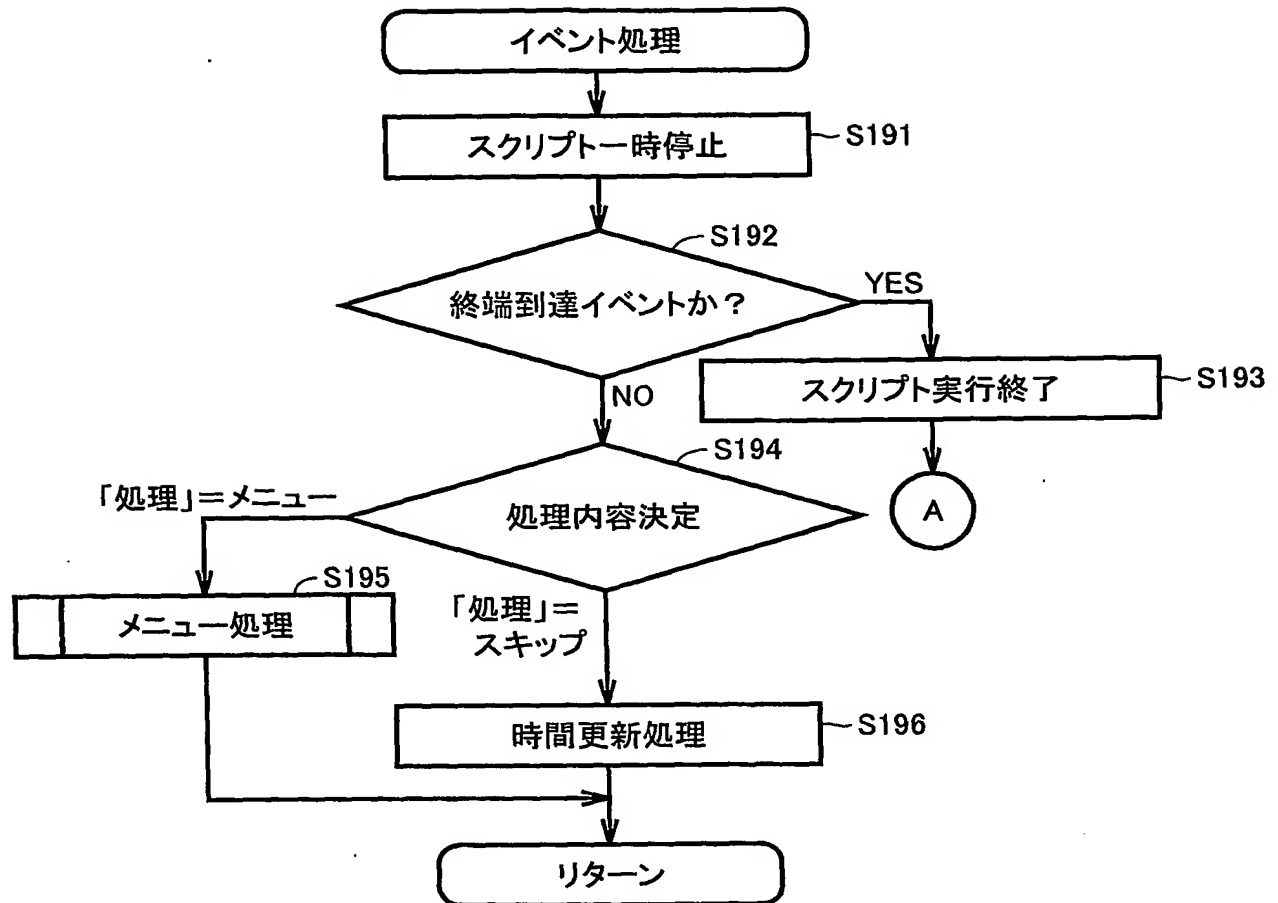 イベント処理
スクリプト一時停止
S191
S192
終端到達イベントか?
YES
スクリプト実行終了
S193
NO
S194
「処理」=メニュー
処理内容決定
A
S195
メニュー処理
「処理」=
スキップ
時間更新処理
S196
リターン